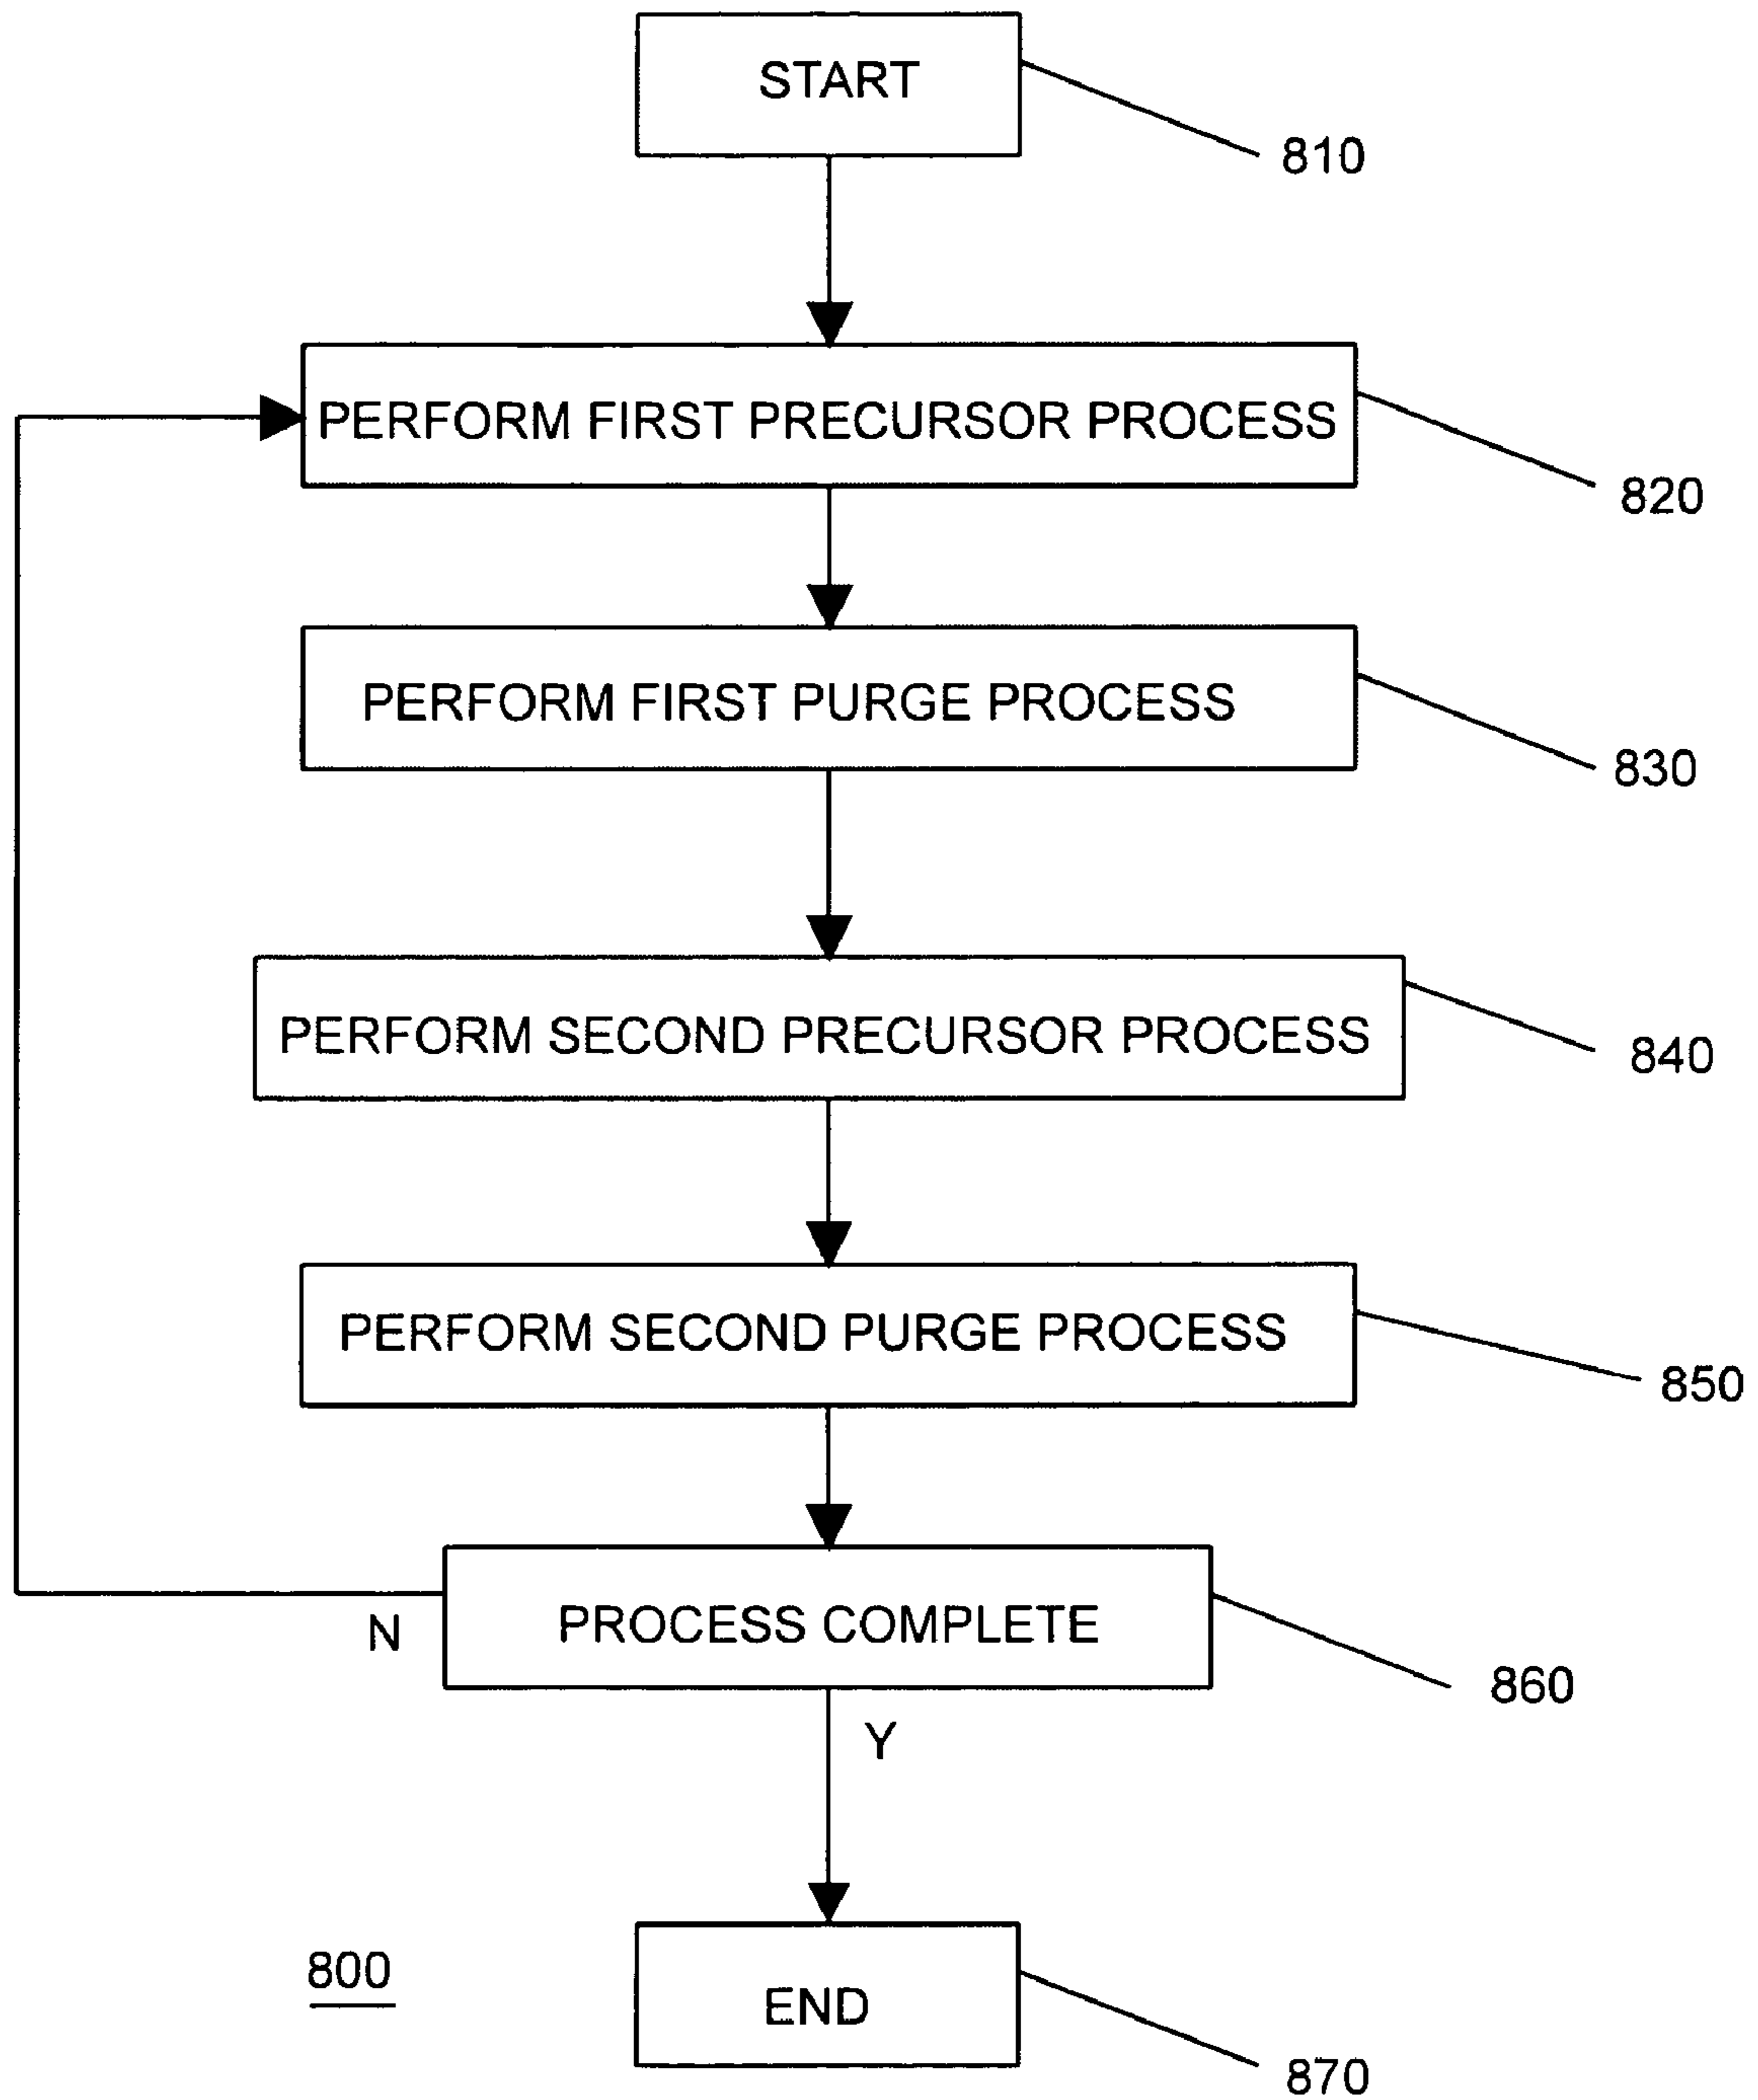 START
810
PERFORM FIRST PRECURSOR PROCESS
820
PERFORM FIRST PURGE PROCESS
830
PERFORM SECOND PRECURSOR PROCESS
840
PERFORM SECOND PURGE PROCESS
850
N
PROCESS COMPLETE
860
Y
800
END
870